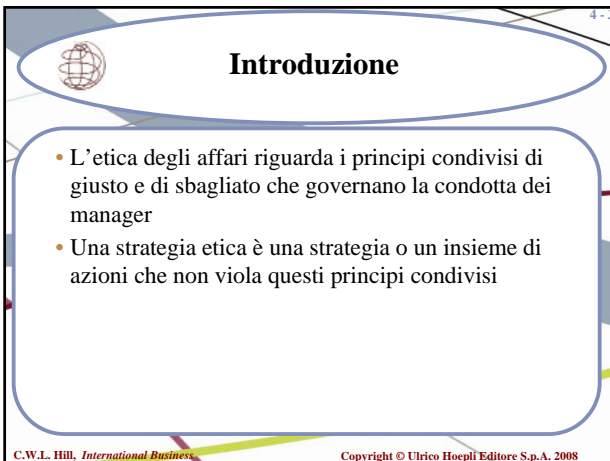 4 - 3
Introduzione
• L’etica degli affari riguarda i principi condivisi di
giusto e di sbagliato che governano la condotta dei
manager
• Una strategia etica è una strategia o un insieme di
azioni che non viola questi principi condivisi
C.W.L. Hill, International Business
Copyright © Ulrico Hoepli Editore S.p.A. 2008